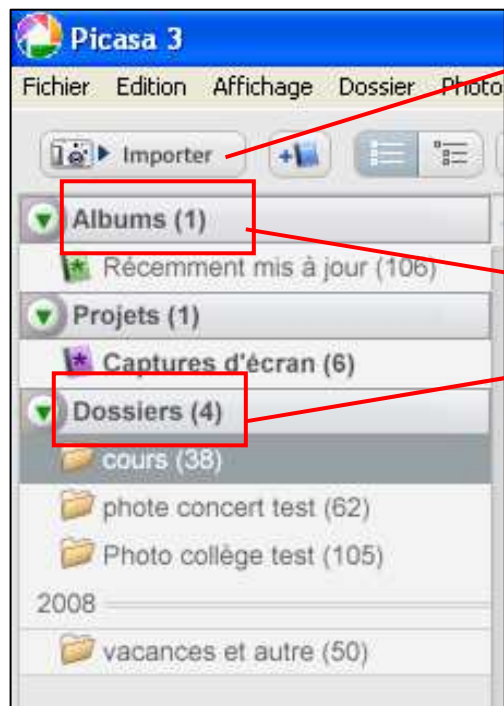 Picasa 3
Fichier Edition Affichage Dossier Photo
Importer
Albums (1)
Récemment mis à jour (106)
Projets (1)
Captures d'écran (6)
Dossiers (4)
cours (38)
phote concert test (62)
Photo collège test (105)
2008
vacances et autre (50)